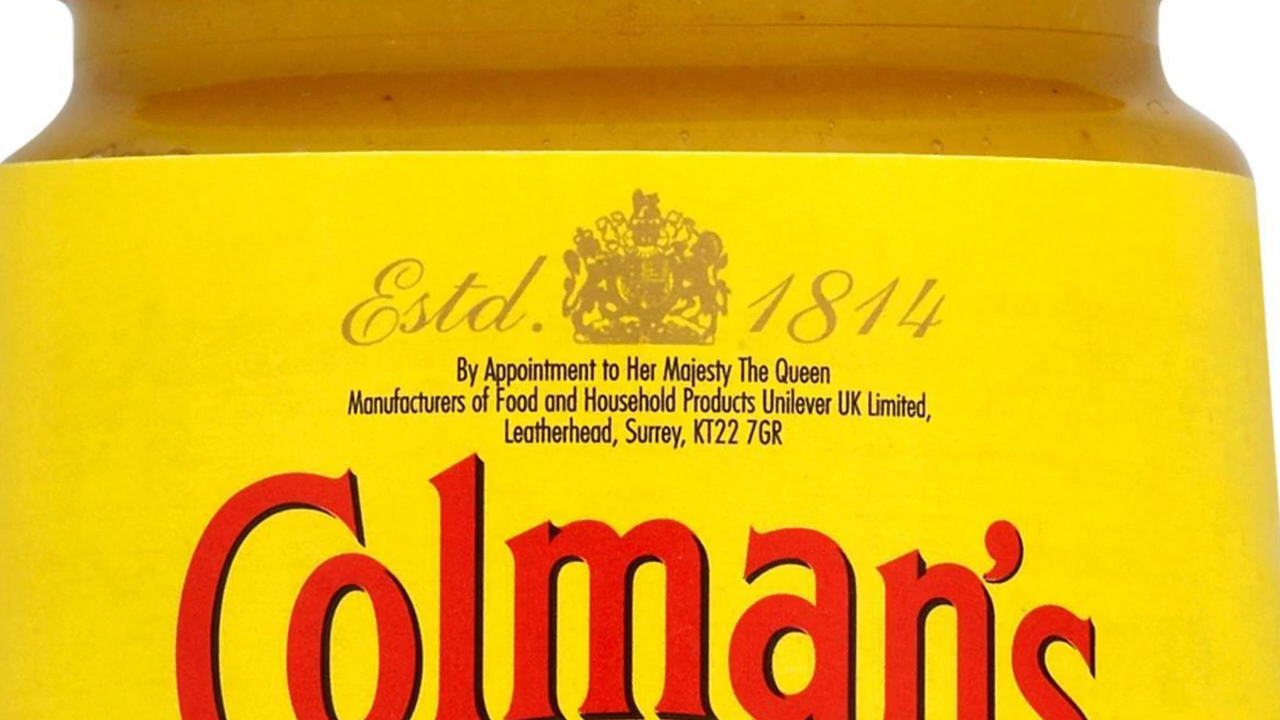 Estd. 1814
By Appointment to Her Majesty The Queen
Manufacturers of Food and Household Products Unilever UK Limited,
Leatherhead, Surrey, KT22 7GR
Colman's